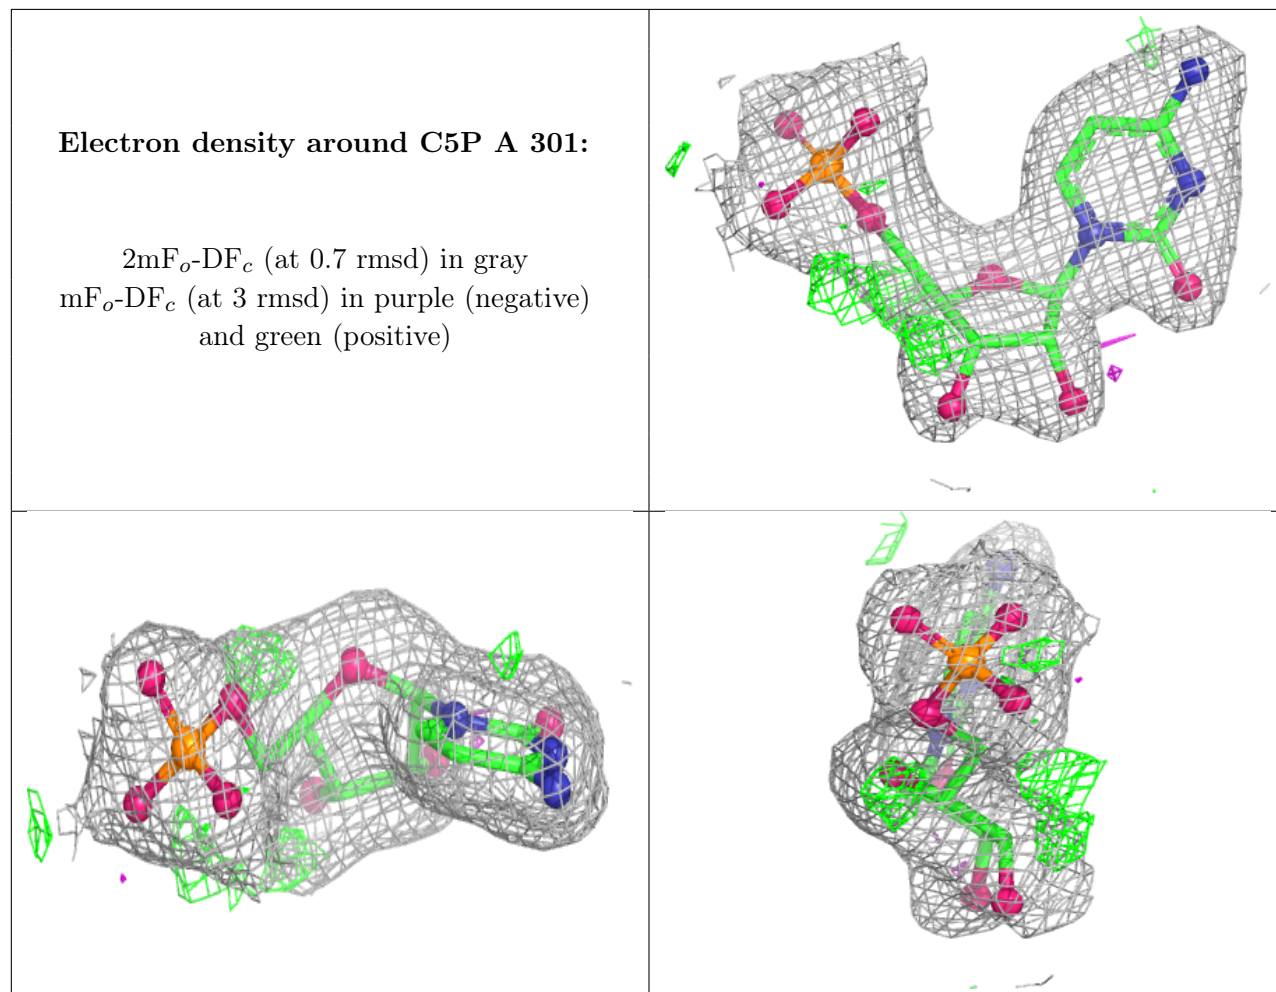 Electron density around C5P A 301:
2mFo-DFc (at 0.7 rmsd) in gray
mFo-DFc (at 3 rmsd) in purple (negative)
and green (positive)